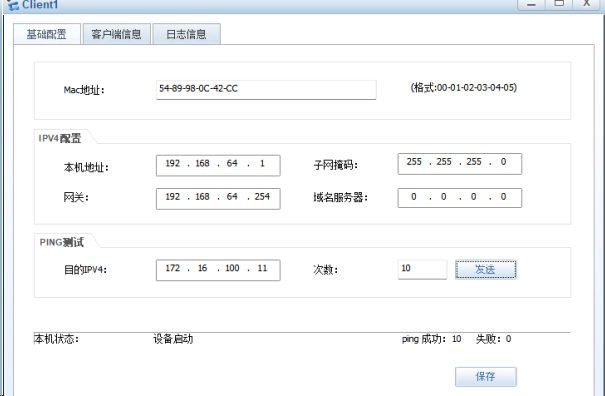 Client1
基础配置 客户端信息 日志信息
Mac地址: 54-89-98-0C-42-CC (格式:00-01-02-03-04-05)
IPV4配置
本机地址: 192 . 168 . 64 . 1 子网掩码: 255 . 255 . 255 . 0
网关: 192 . 168 . 64 . 254 域名服务器: 0 . 0 . 0 . 0
PING测试
目的IPV4: 172 . 16 . 100 . 11 次数: 10 发送
本机状态: 设备启动 ping 成功: 10 失败: 0
保存